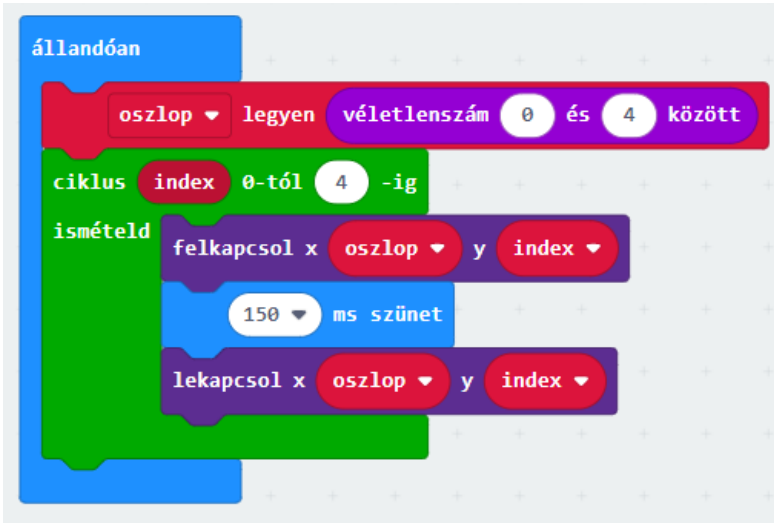 állandóan
oszlop legyen véletlenszám 0 és 4 között
ciklus index 0-tól 4 -ig
ismételd
felkapcsol x oszlop y index
150 ms szünet
lekapcsol x oszlop y index